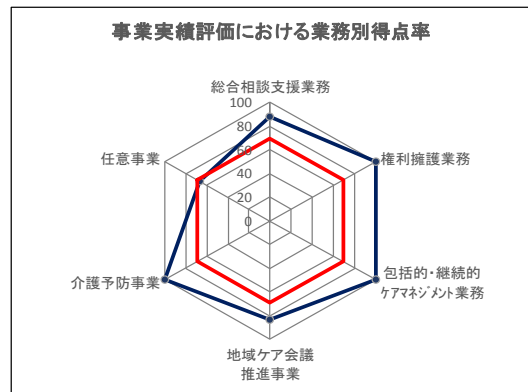 事業実績評価における業務別得点率
総合相談支援業務
100
80
60
40
20
0
権利擁護業務
包括的・継続的
ケアマネジメント業務
地域ケア会議
推進事業
介護予防事業
任意事業